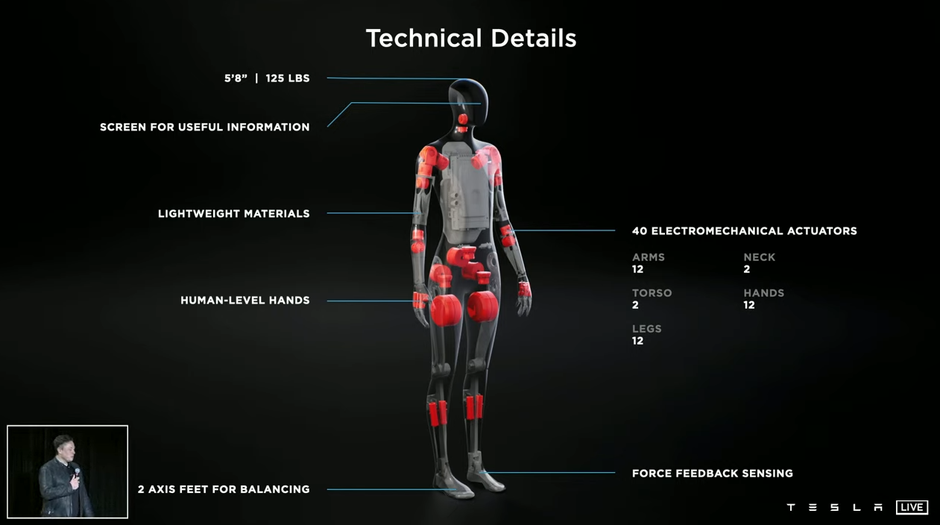 Technical Details
5'8" | 125 LBS
SCREEN FOR USEFUL INFORMATION
LIGHTWEIGHT MATERIALS
HUMAN-LEVEL HANDS
2 AXIS FEET FOR BALANCING
40 ELECTROMECHANICAL ACTUATORS
ARMS NECK
12 2
TORSO HANDS
2 12
LEGS
12
FORCE FEEDBACK SENSING
TESLA LIVE